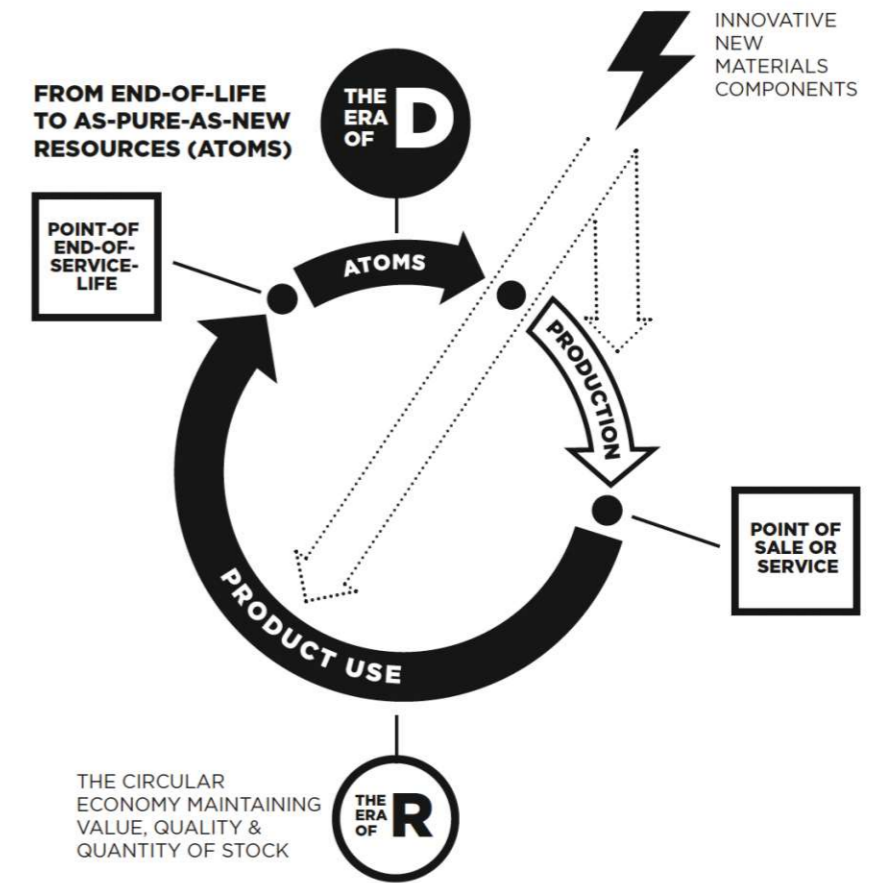 INNOVATIVE
NEW
MATERIALS
COMPONENTS
FROM END-OF-LIFE
TO AS-PURE-AS-NEW
RESOURCES (ATOMS)
THE
ERA
OF D
POINT-OF
END-OF-
SERVICE-
LIFE
ATOMS
PRODUCTION
POINT OF
SALE OR
SERVICE
PRODUCT USE
THE CIRCULAR
ECONOMY MAINTAINING
VALUE, QUALITY &
QUANTITY OF STOCK
THE
ERA
OF R